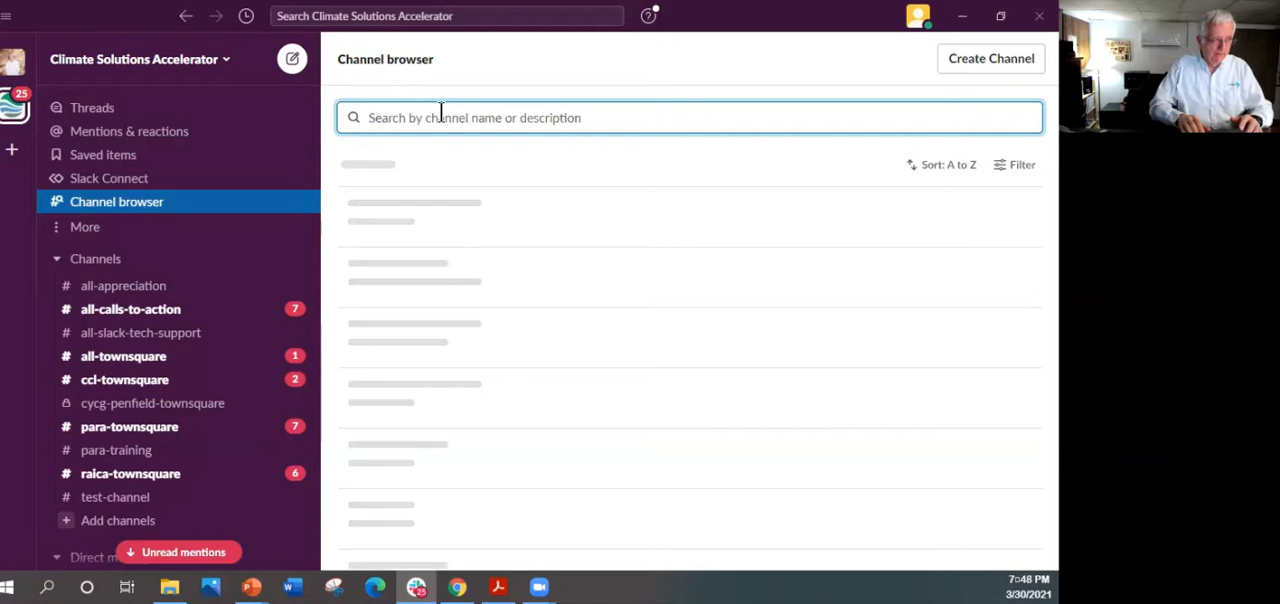 Search Climate Solutions Accelerator
25
Climate Solutions Accelerator
Threads
Mentions & reactions
Saved items
Slack Connect
Channel browser
More
Channels
# all-appreciation
# all-calls-to-action 7
# all-slack-tech-support
# all-townsquare 1
# ccl-townsquare 2
cycg-penfield-townsquare
# para-townsquare 7
# para-training
# raica-townsquare 6
# test-channel
+ Add channels
Direct m
Unread mentions
Channel browser
Create Channel
Search by channel name or description
Sort: A to Z
Filter
25
7:48 PM
3/30/2021